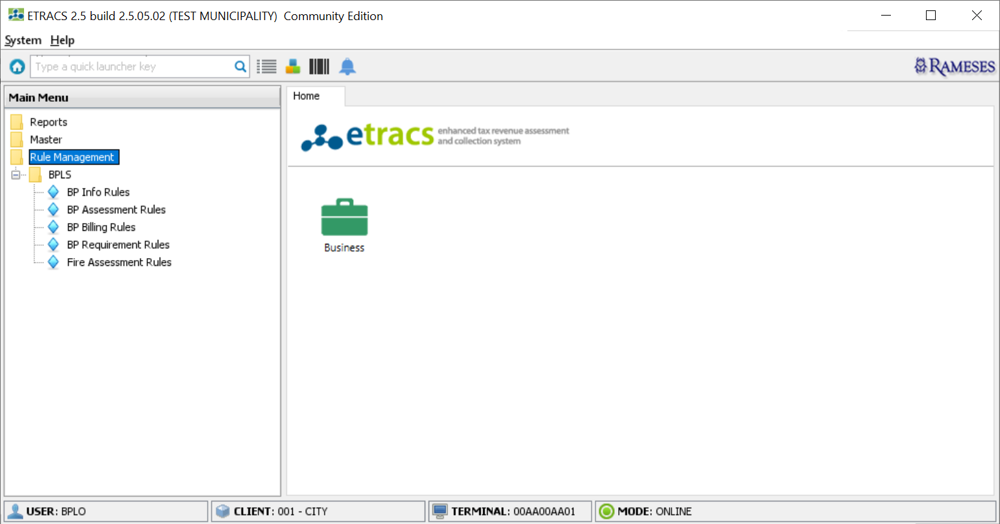 ETRACS 2.5 build 2.5.05.02 (TEST MUNICIPALITY)  Community Edition
System Help
Type a quick launcher key
RAMESES
Main Menu
Reports
Master
Rule Management
BPLS
BP Info Rules
BP Assessment Rules
BP Billing Rules
BP Requirement Rules
Fire Assessment Rules
Home
etracs
enhanced tax revenue assessment
and collection system
Business
USER: BPLO
CLIENT: 001 - CITY
TERMINAL: 00AA00AA01
MODE: ONLINE